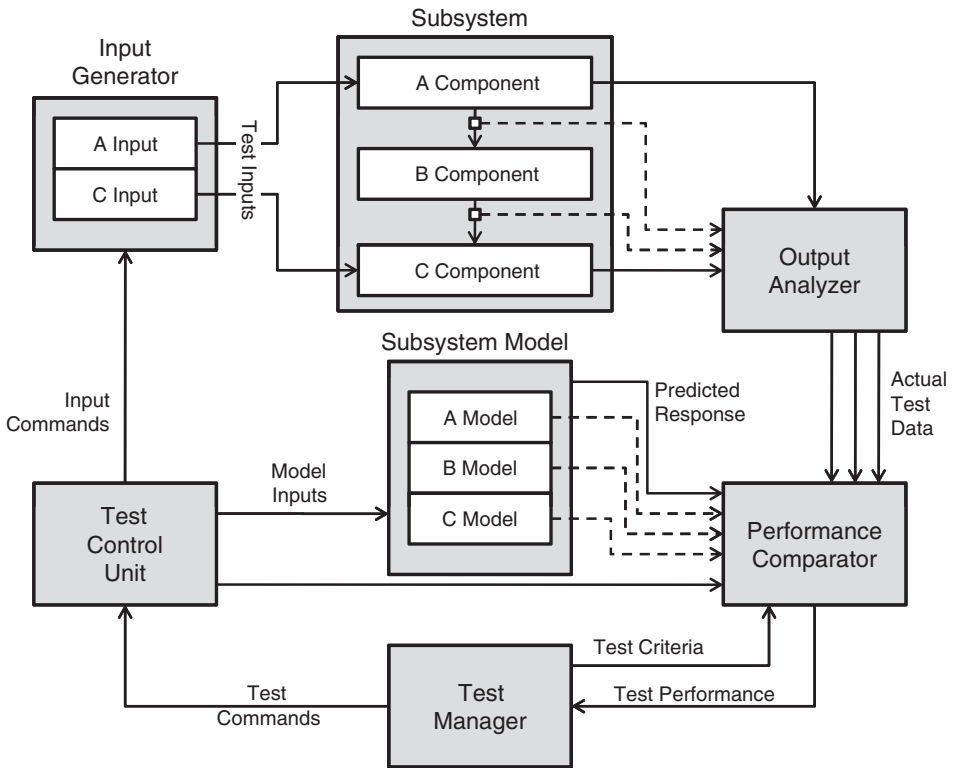 Subsystem
Input
Generator
A Input
C Input
Test Inputs
A Component
B Component
C Component
Output
Analyzer
Subsystem Model
A Model
B Model
C Model
Predicted
Response
Actual
Test
Data
Input
Commands
Model
Inputs
Test
Control
Unit
Performance
Comparator
Test Criteria
Test Performance
Test
Commands
Test
Manager